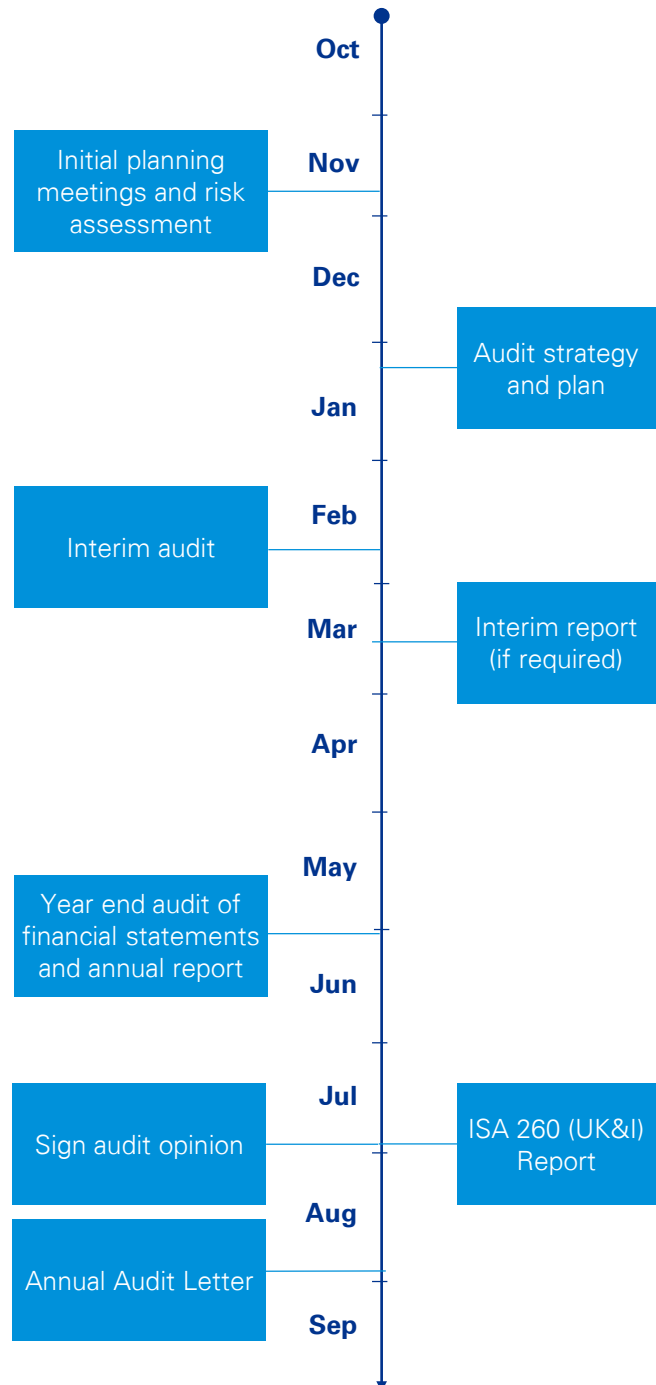 Oct
Nov
Initial planning
meetings and risk
assessment
Dec
Audit strategy
and plan
Jan
Feb
Interim audit
Mar
Interim report
(if required)
Apr
May
Year end audit of
financial statements
and annual report
Jun
Jul
Sign audit opinion
ISA 260 (UK&I)
Report
Aug
Annual Audit Letter
Sep